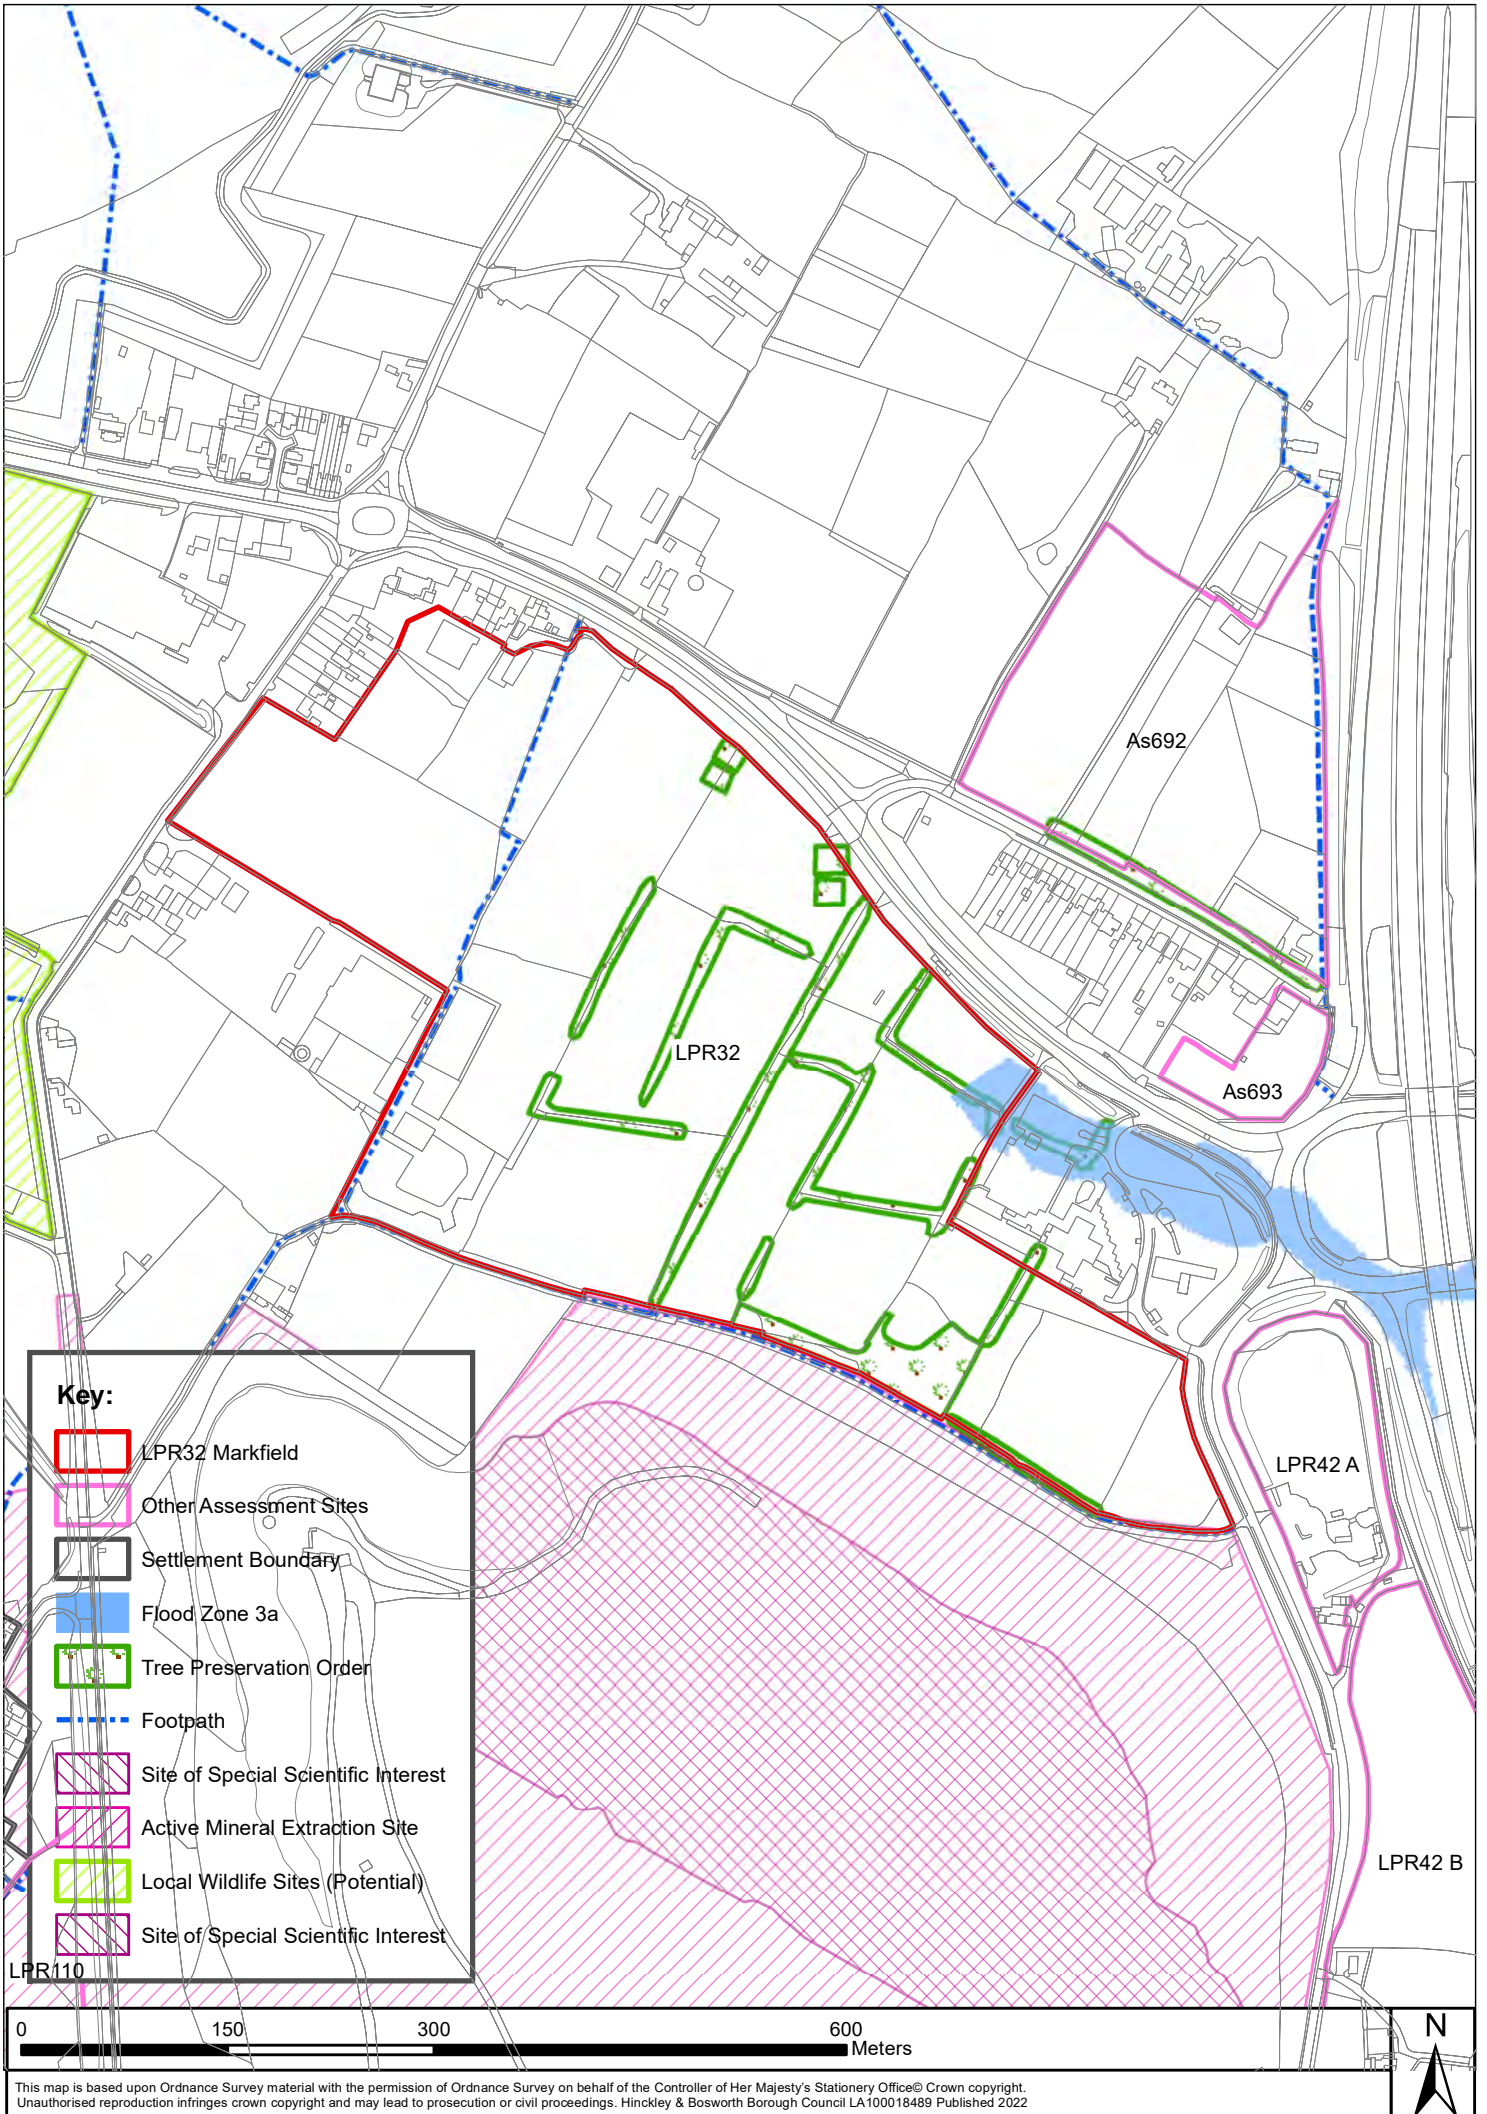 As692
LPR32
As693
LPR42 A
LPR42 B
Key:
LPR32 Markfield
Other Assessment Sites
Settlement Boundary
Flood Zone 3a
Tree Preservation Order
Footpath
Site of Special Scientific Interest
Active Mineral Extraction Site
Local Wildlife Sites (Potential)
Site of Special Scientific Interest
LPR110
0 150 300 600
Meters
N
This map is based upon Ordnance Survey material with the permission of Ordnance Survey on behalf of the Controller of Her Majesty's Stationery Office© Crown copyright.
Unauthorised reproduction infringes crown copyright and may lead to prosecution or civil proceedings. Hinckley & Bosworth Borough Council LA100018489 Published 2022